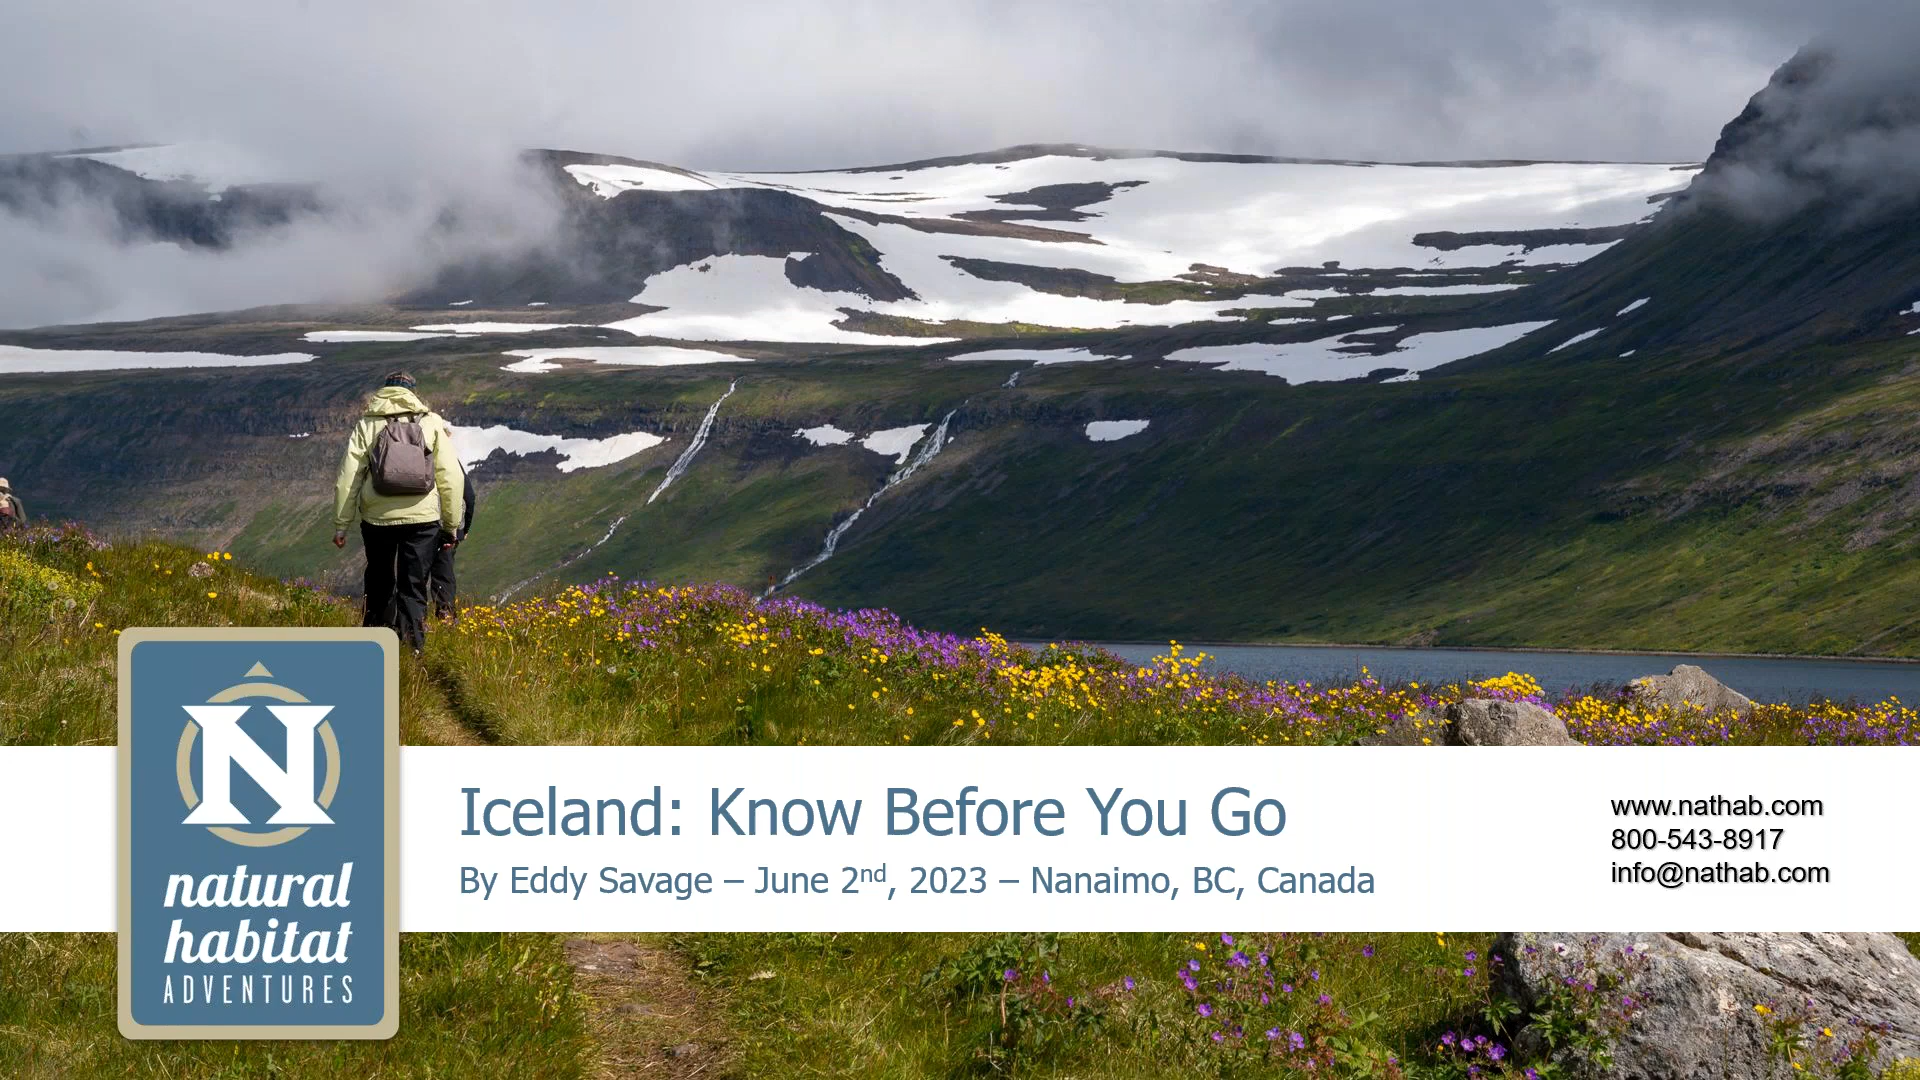 N
natural
habitat
ADVENTURES
Iceland: Know Before You Go
By Eddy Savage – June 2nd, 2023 – Nanaimo, BC, Canada
www.nathab.com
800-543-8917
info@nathab.com